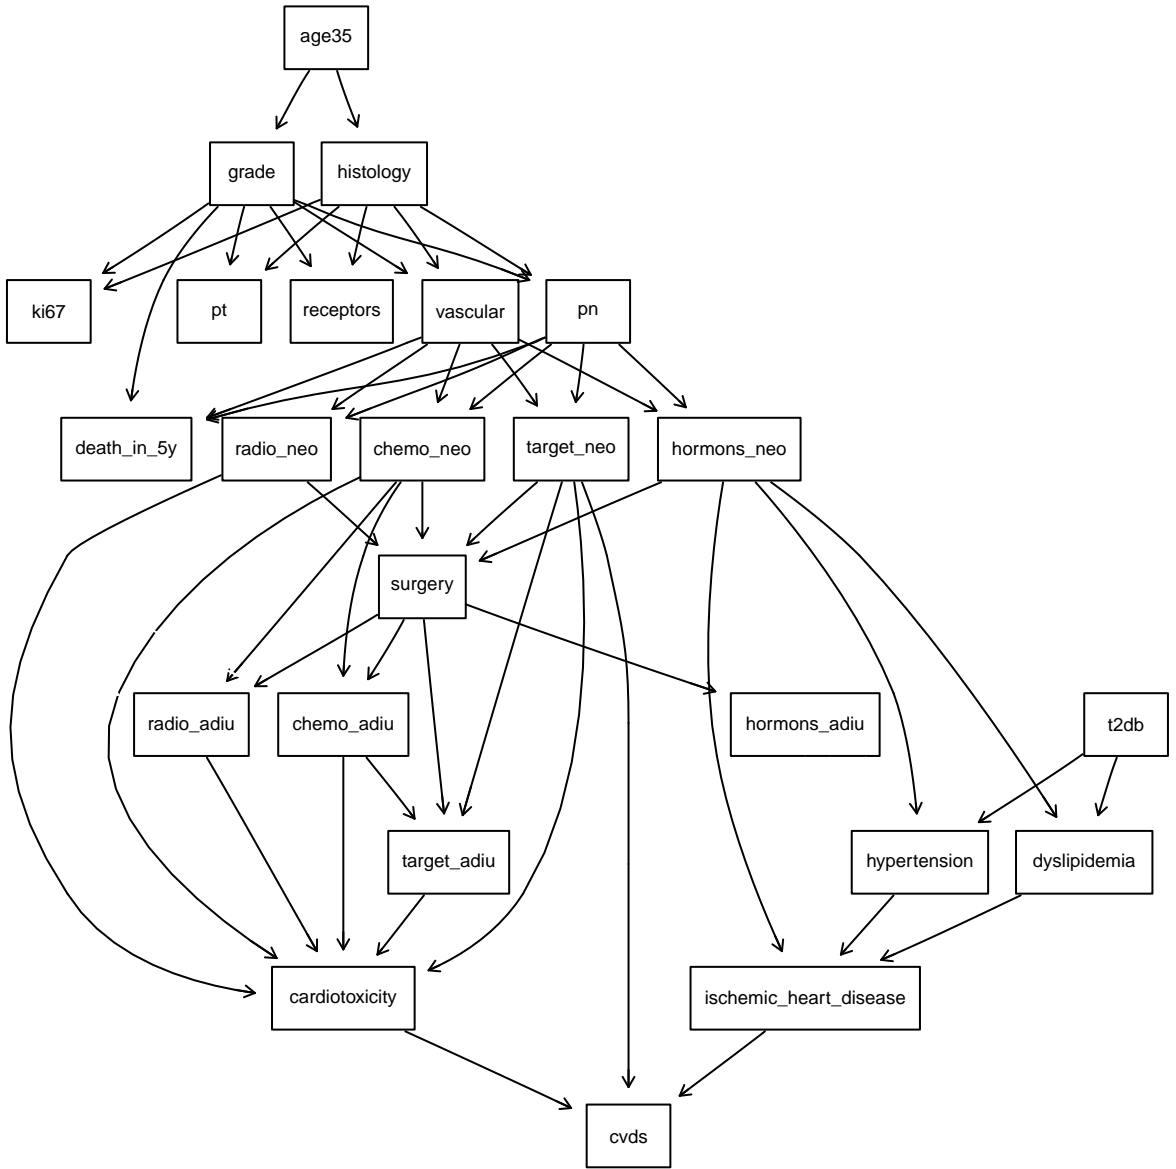 age35
grade
histology
ki67
pt
receptors
vascular
pn
death_in_5y
radio_neo
chemo_neo
target_neo
hormons_neo
surgery
radio_adiu
chemo_adiu
hormons_adiu
t2db
target_adiu
hypertension
dyslipidemia
cardiotoxicity
ischemic_heart_disease
cvds